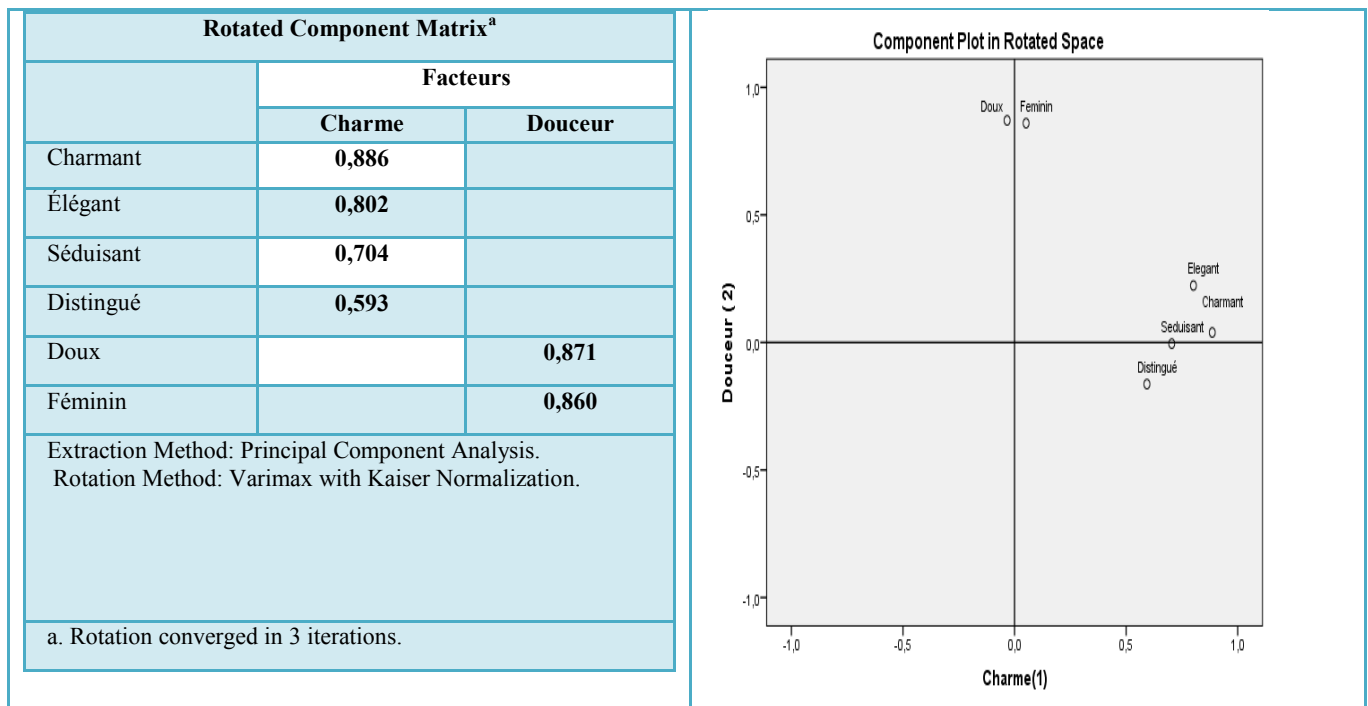 Rotated Component Matrixa
Facteurs
Charme Douceur
Charmant 0,886
Élégant 0,802
Séduisant 0,704
Distingué 0,593
Doux 0,871
Féminin 0,860
Extraction Method: Principal Component Analysis.
Rotation Method: Varimax with Kaiser Normalization.
a. Rotation converged in 3 iterations.
Component Plot in Rotated Space
1,0
0,5
0,0
-0,5
-1,0
Douceur ( 2)
Doux Feminin
Elegant
Charmant
Seduisant
Distingué
-1,0 -0,5 0,0 0,5 1,0
Charme(1)